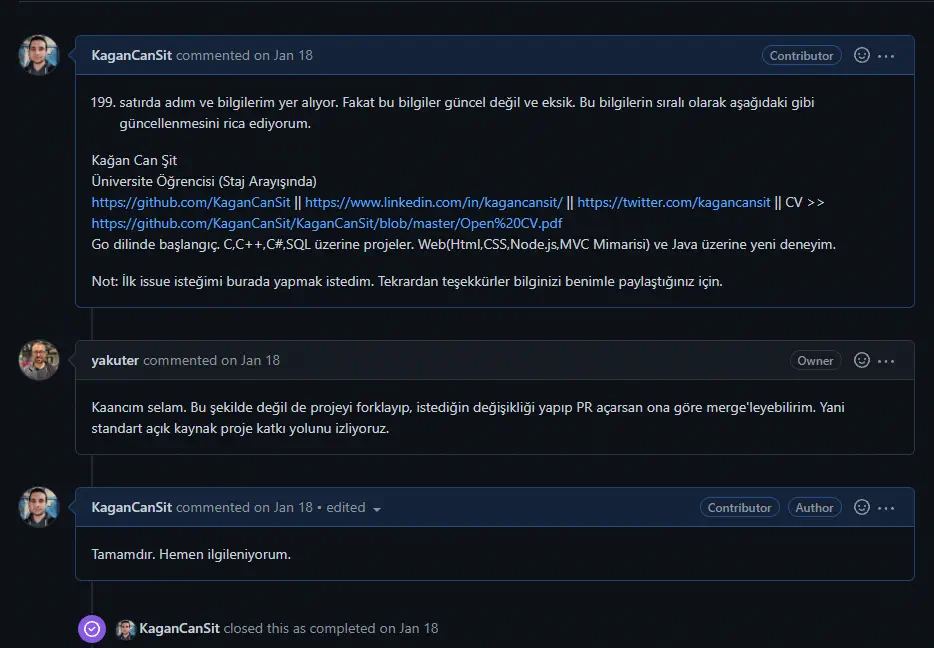 KaganCanSit commented on Jan 18 Contributor
199. satırda adım ve bilgilerim yer alıyor. Fakat bu bilgiler güncel değil ve eksik. Bu bilgilerin sıralı olarak aşağıdaki gibi
güncellenmesini rica ediyorum.
Kağan Can Şit
Üniversite Öğrencisi (Staj Arayışında)
https://github.com/KaganCanSit || https://www.linkedin.com/in/kagancansit/ || https://twitter.com/kagancansit || CV >>
https://github.com/KaganCanSit/KaganCanSit/blob/master/Open%20CV.pdf
Go dilinde başlangıç. C,C++,C#,SQL üzerine projeler. Web(Html,CSS,Node.js,MVC Mimarisi) ve Java üzerine yeni deneyim.
Not: İlk issue isteğimi burada yapmak istedim. Tekrardan teşekkürler bilginizi benimle paylaştığınız için.
yakuter commented on Jan 18 Owner
Kaancım selam. Bu şekilde değil de projeyi forklayıp, istediğin değişikliği yapıp PR açarsan ona göre merge'leyebilirim. Yani
standart açık kaynak proje katkı yolunu izliyoruz.
KaganCanSit commented on Jan 18 • edited Contributor Author
Tamamdır. Hemen ilgileniyorum.
KaganCanSit closed this as completed on Jan 18